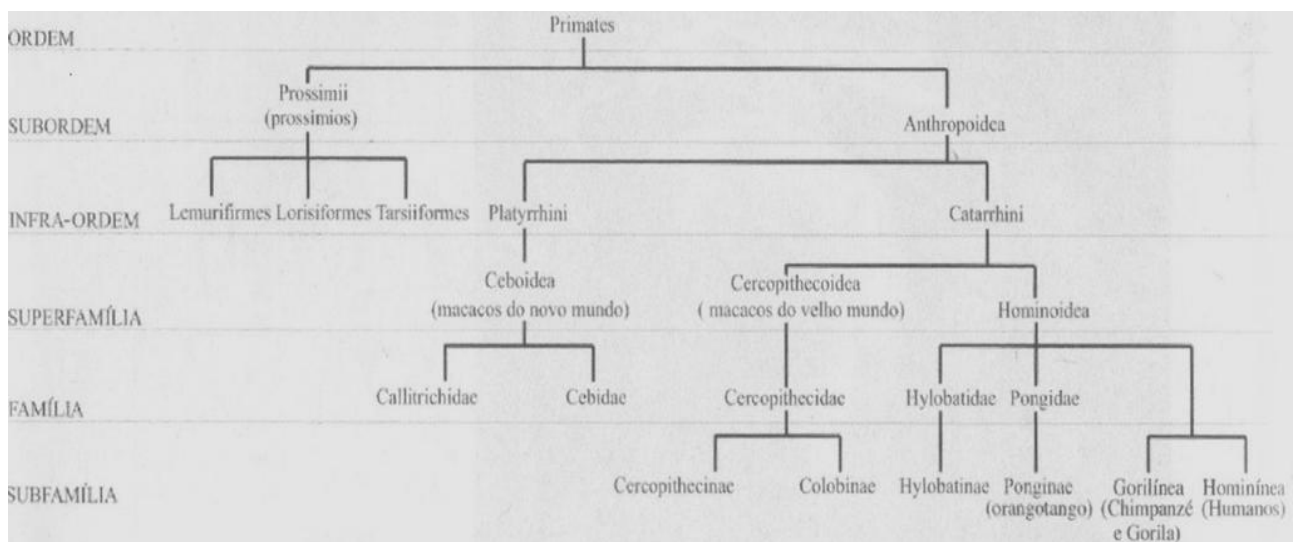 ORDEM
Primates
SUBORDEM
Prossimii
(prossimios)
Anthropoidea
INFRA-ORDEM
Lemurifirmes Lorisiformes Tarsiiformes
Platyrrhini
Catarrhini
SUPERFAMÍLIA
Ceboidea
(macacos do novo mundo)
Cercopithecoidea
( macacos do velho mundo)
Hominoidea
FAMÍLIA
Callitrichidae
Cebidae
Cercopithecidae
Hylobatidae
Pongidae
SUBFAMÍLIA
Cercopithecinae
Colobinae
Hylobatinae
Ponginae
(orangotango)
Gorilínea
(Chimpanzé
e Gorila)
Hominínea
(Humanos)